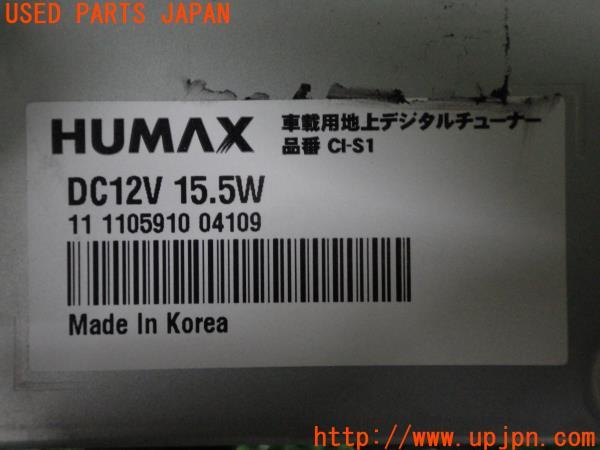 USED PARTS JAPAN
HUMAX 車載用地上デジタルチューナー
品番 CI-S1
DC12V 15.5W
11 1105910 04109
Made In Korea
http://www.upjpn.com/